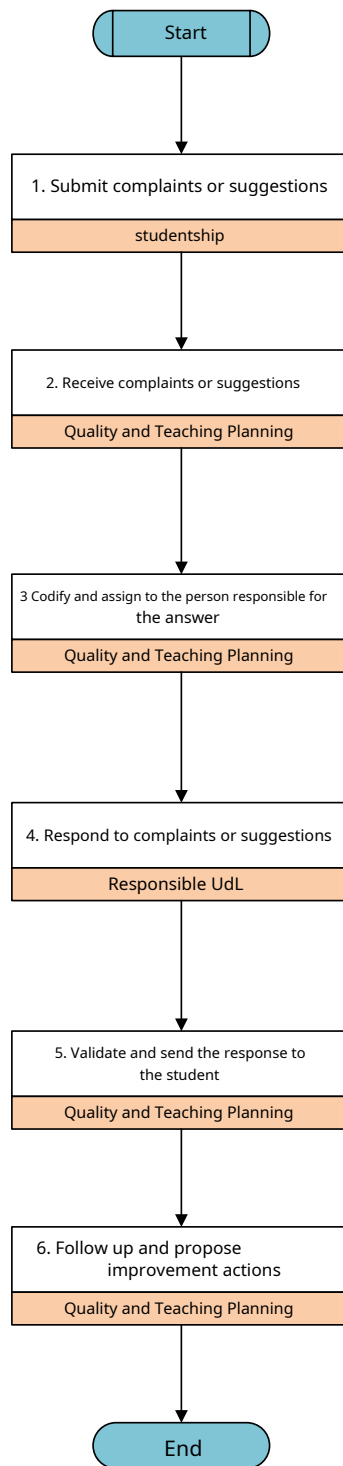 Start
1. Submit complaints or suggestions
studentship
2. Receive complaints or suggestions
Quality and Teaching Planning
3 Codify and assign to the person responsible for
the answer
Quality and Teaching Planning
4. Respond to complaints or suggestions
Responsible UdL
5. Validate and send the response to
the student
Quality and Teaching Planning
6. Follow up and propose
improvement actions
Quality and Teaching Planning
End